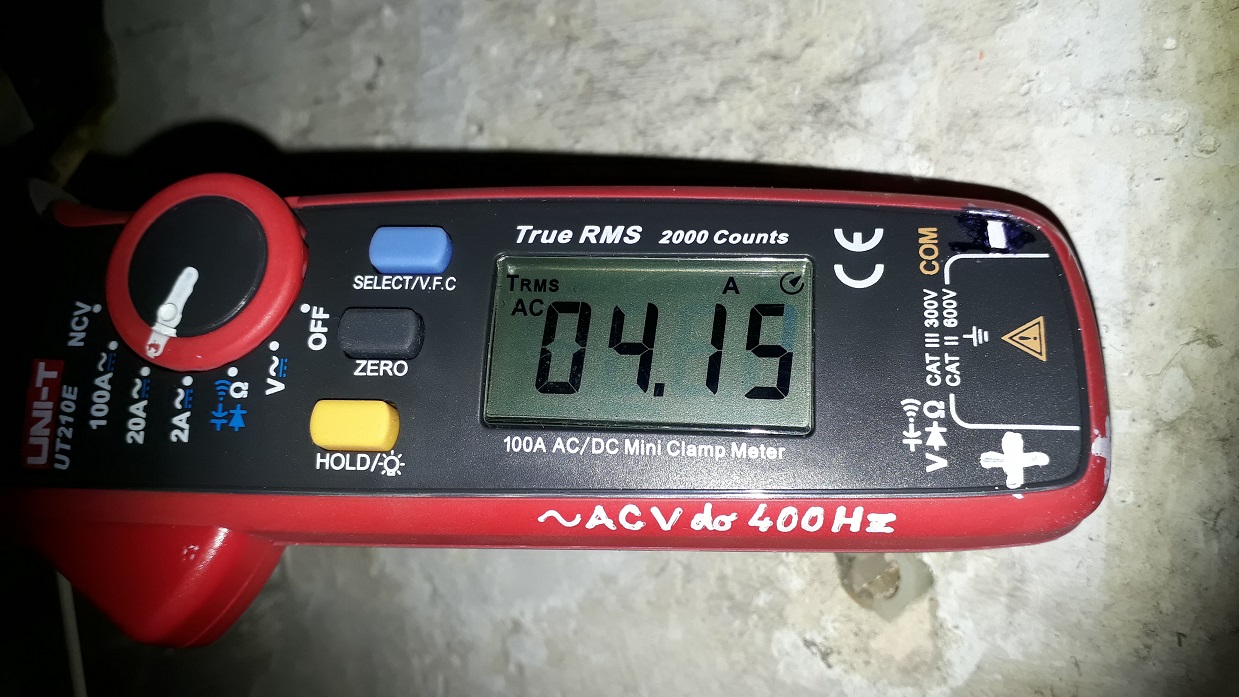 True RMS 2000 Counts
SELECT/V.F.C
TRMS A
AC 04.15
OFF
ZERO
NCV
100A~
20A~
2A~
Ω
V~
HOLD/
UNI-T
UT210E
100A AC/DC Mini Clamp Meter
CE
COM
CAT III 300V
CAT II 600V
V Ω
+
~ACV do 400Hz